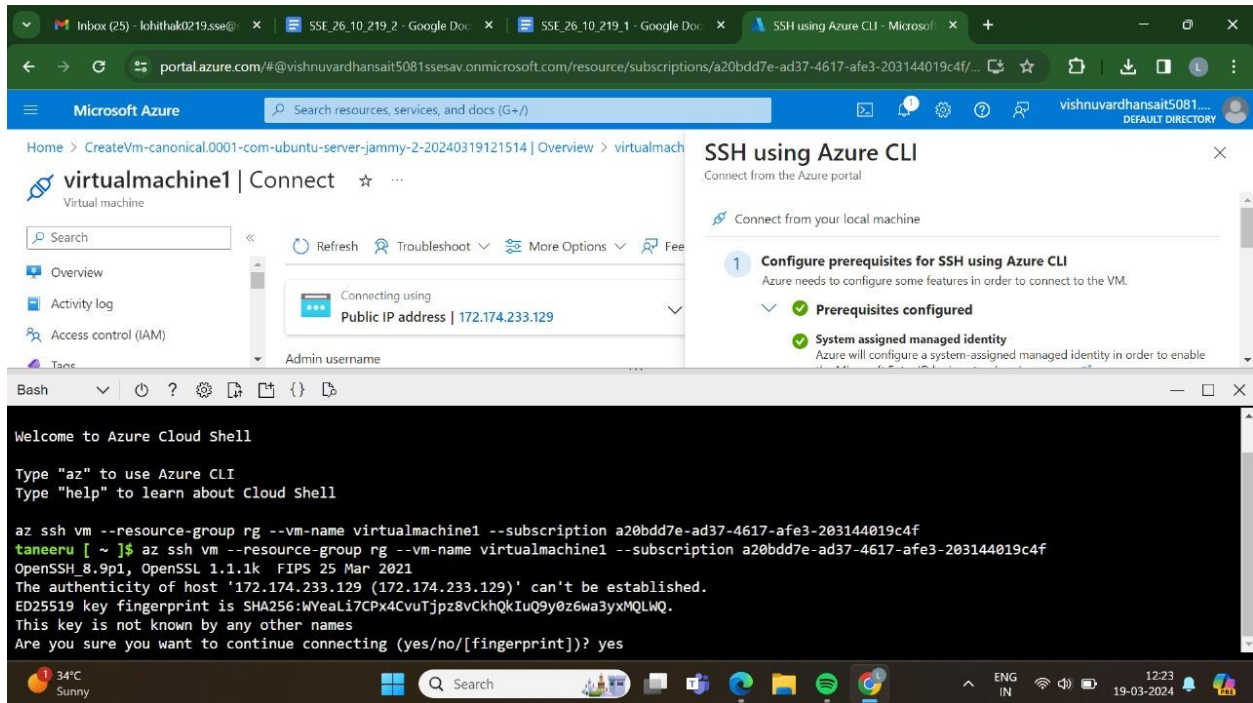 Inbox (25) - lohithak0219.sse@
SSE_26_10_219_2 - Google Doc
SSE_26_10_219_1 - Google Doc
SSH using Azure CLI - Microsoft
portal.azure.com/#@vishnuvardhansait5081ssesav.onmicrosoft.com/resource/subscriptions/a20bdd7e-ad37-4617-afe3-203144019c4f/...
L
Microsoft Azure
Search resources, services, and docs (G+/)
1
vishnuvardhansait5081....
DEFAULT DIRECTORY
Home > CreateVm-canonical.0001-com-ubuntu-server-jammy-2-20240319121514 | Overview > virtualmach
virtualmachine1 | Connect
Virtual machine
Search
Refresh
Troubleshoot
More Options
Fee
Overview
Activity log
Access control (IAM)
Tags
Connecting using
Public IP address | 172.174.233.129
Admin username
SSH using Azure CLI
Connect from the Azure portal
Connect from your local machine
1
Configure prerequisites for SSH using Azure CLI
Azure needs to configure some features in order to connect to the VM.
Prerequisites configured
System assigned managed identity
Azure will configure a system-assigned managed identity in order to enable
Bash
Welcome to Azure Cloud Shell
Type "az" to use Azure CLI
Type "help" to learn about Cloud Shell
az ssh vm --resource-group rg --vm-name virtualmachine1 --subscription a20bdd7e-ad37-4617-afe3-203144019c4f
taneeru [ ~ ]$ az ssh vm --resource-group rg --vm-name virtualmachine1 --subscription a20bdd7e-ad37-4617-afe3-203144019c4f
OpenSSH_8.9p1, OpenSSL 1.1.1k  FIPS 25 Mar 2021
The authenticity of host '172.174.233.129 (172.174.233.129)' can't be established.
ED25519 key fingerprint is SHA256:WYeaLi7CPx4CvuTjpz8vCkhQkIuQ9y0z6wa3yxMQLWQ.
This key is not known by any other names
Are you sure you want to continue connecting (yes/no/[fingerprint])? yes
1
34°C
Sunny
Search
ENG
IN
12:23
19-03-2024
PRE